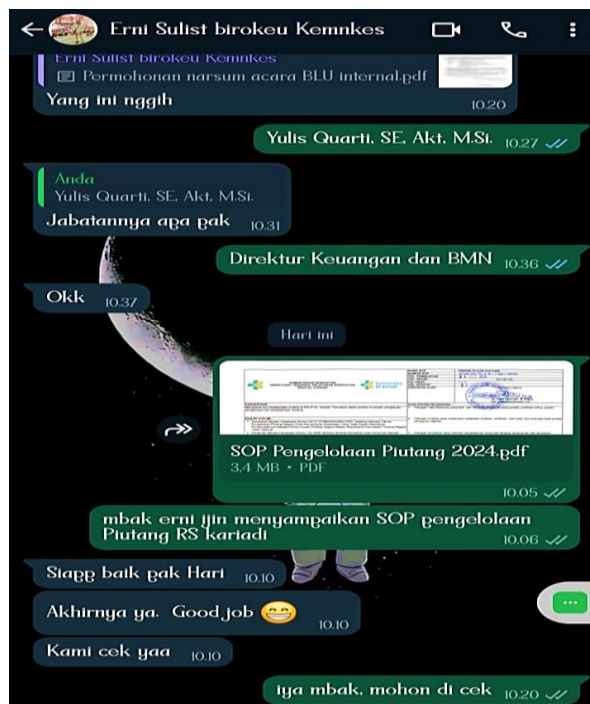 Erni Sulist birokeu Kemnkes
Erni Sulist birokeu Kemnkes
Permohonan narsum acara BLU internal.pdf
Yang ini nggih
10.20
Yulis Quarti, SE, Akt, M.Si. 10.27
Anda
Yulis Quarti, SE, Akt, M.Si.
Jabatannya apa pak 10.31
Direktur Keuangan dan BMN 10.36
Okk 10.37
Hari ini
SOP Pengelolaan Piutang 2024.pdf
3,4 MB • PDF
10.05
mbak erni ijin menyampaikan SOP pengelolaan
Piutang RS kariadi 10.06
Siapp baik pak Hari 10.10
Akhirnya ya. Good job 😁 10.10
Kami cek yaa 10.10
iya mbak, mohon di cek 10.20